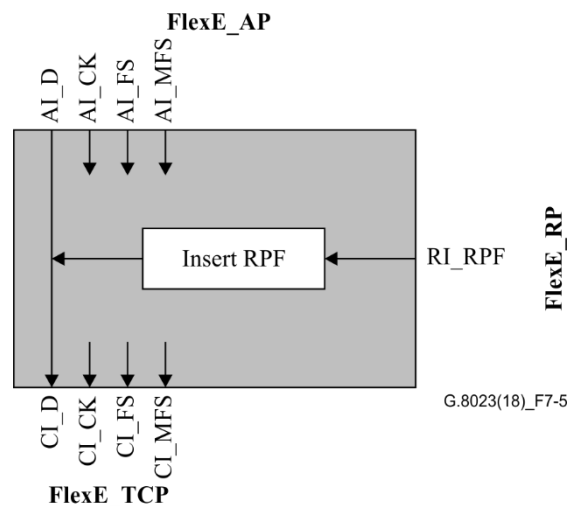 FlexE_AP
AI_D
AI_CK
AI_FS
AI_MFS
Insert RPF
RI_RPF
FlexE_RP
G.8023(18)_F7-5
CI_D
CI_CK
CI_FS
CI_MFS
FlexE TCP